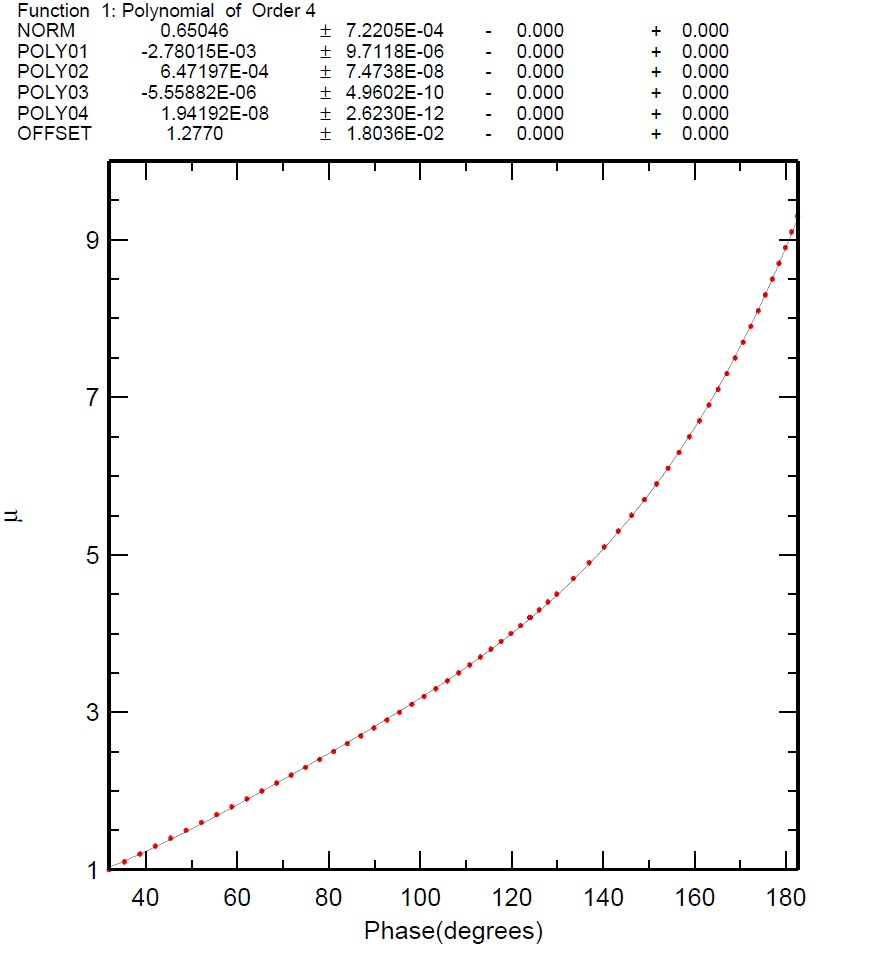 Function 1: Polynomial of Order 4
NORM 0.65046 ± 7.2205E-04 - 0.000 + 0.000
POLY01 -2.78015E-03 ± 9.7118E-06 - 0.000 + 0.000
POLY02 6.47197E-04 ± 7.4738E-08 - 0.000 + 0.000
POLY03 -5.55882E-06 ± 4.9602E-10 - 0.000 + 0.000
POLY04 1.94192E-08 ± 2.6230E-12 - 0.000 + 0.000
OFFSET 1.2770 ± 1.8036E-02 - 0.000 + 0.000
9
7
μ
5
3
1
40 60 80 100 120 140 160 180
Phase(degrees)